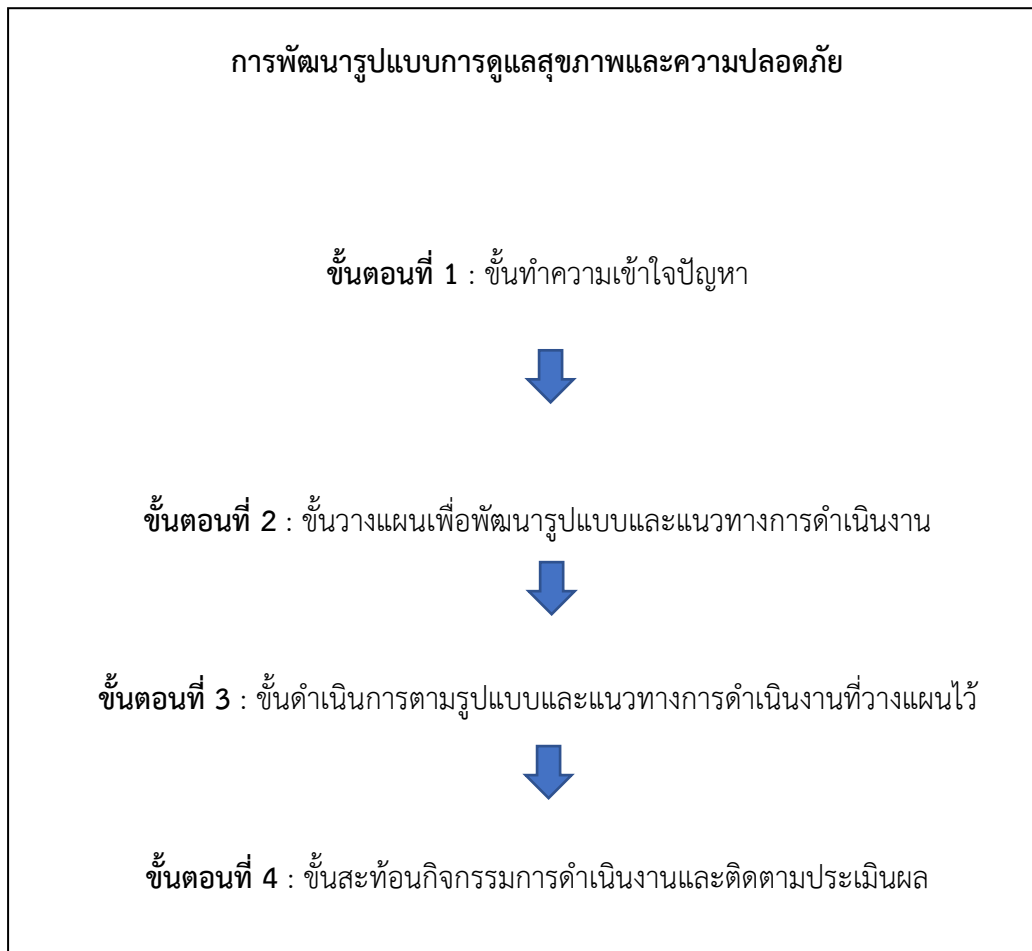 การพัฒนารูปแบบการดูแลสุขภาพและความปลอดภัย
ขั้นตอนที่ 1 : ขั้นทำความเข้าใจปัญหา
ขั้นตอนที่ 2 : ขั้นวางแผนเพื่อพัฒนารูปแบบและแนวทางการดำเนินงาน
ขั้นตอนที่ 3 : ขั้นดำเนินการตามรูปแบบและแนวทางการดำเนินงานที่วางแผนไว้
ขั้นตอนที่ 4 : ขั้นสะท้อนกิจกรรมการดำเนินงานและติดตามประเมินผล